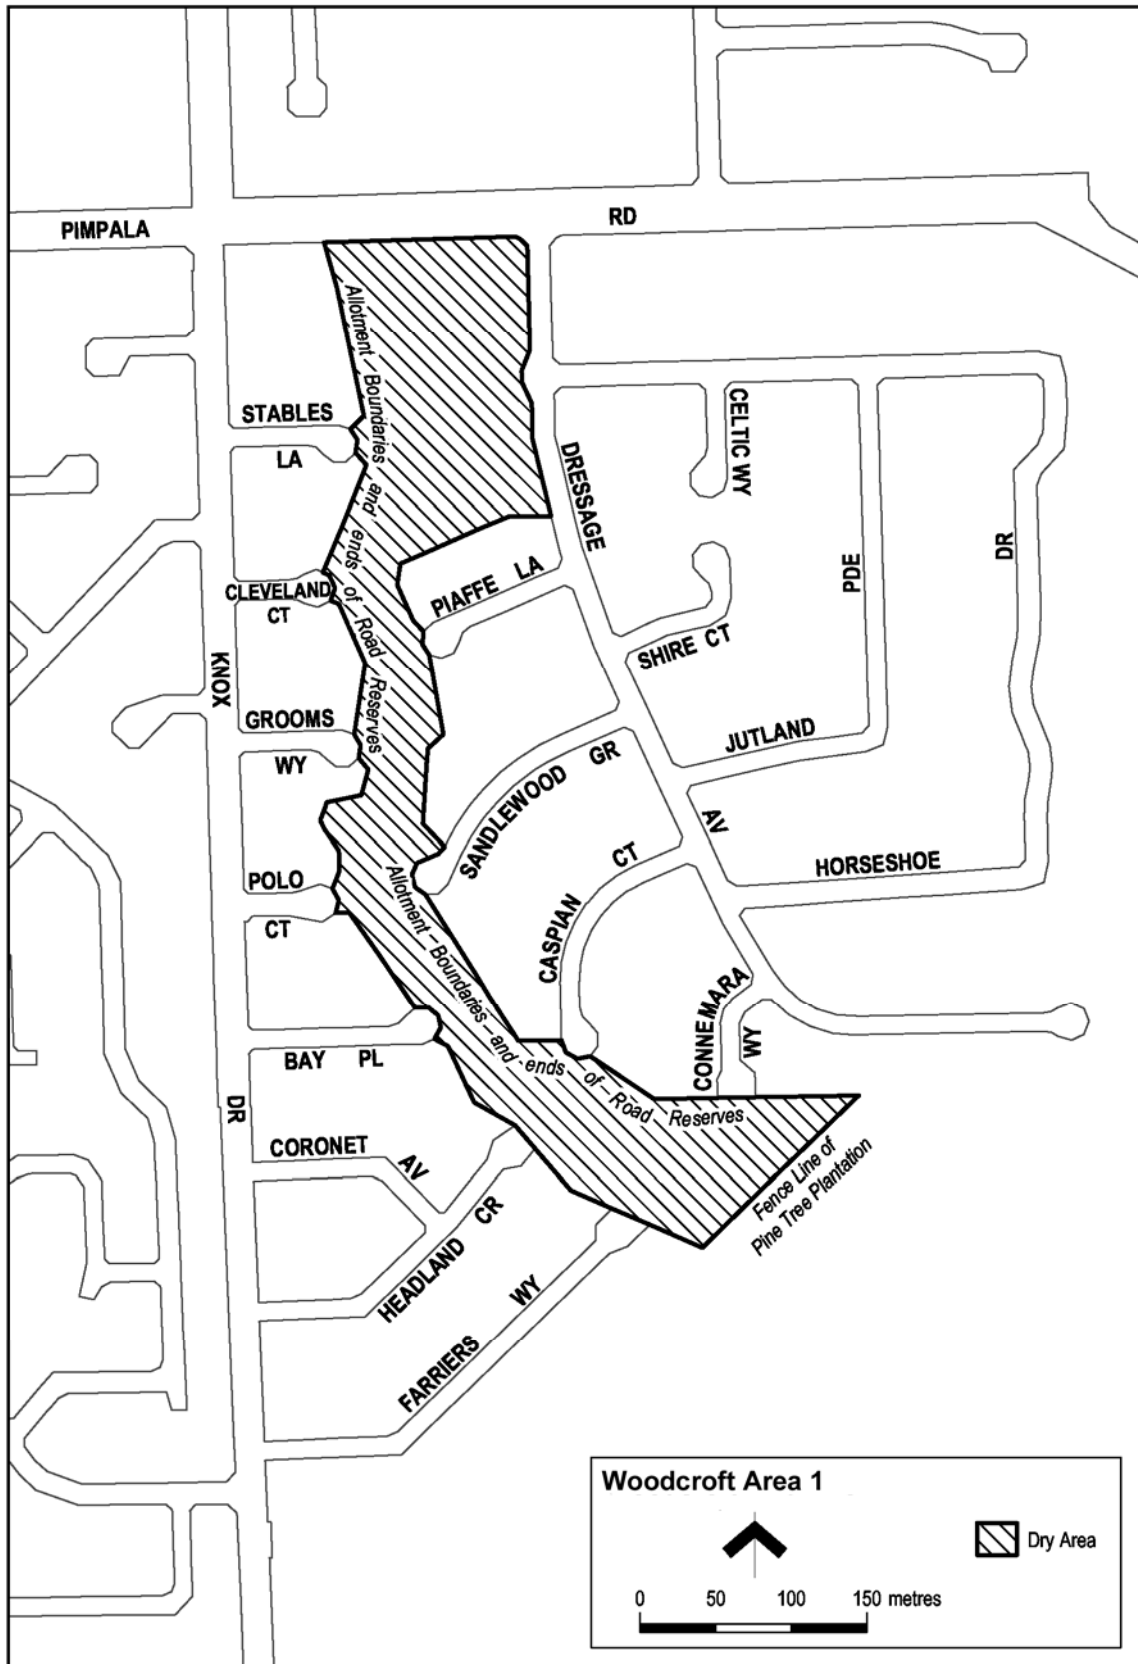 PIMPALA
RD
Allotment Boundaries and ends of Road Reserves
STABLES
LA
CELTIC WY
DRESSAGE
DR
PDE
PIAFFE LA
CLEVELAND
CT
SHIRE CT
KNOX
GROOMS
WY
JUTLAND
SANDLEWOOD GR
AV
HORSESHOE
CT
CASPIAN
POLO
CT
Allotment Boundaries and ends of Road Reserves
CONNEMARA
WY
BAY PL
DR
CORONET
AV
HEADLAND CR
Fence Line of
Pine Tree Plantation
FARRIERS WY
Woodcroft Area 1
Dry Area
0 50 100 150 metres